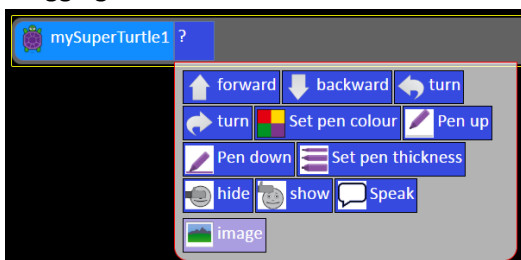 mySuperTurtle1 ?
forward backward turn
turn Set pen colour Pen up
Pen down Set pen thickness
hide show Speak
image